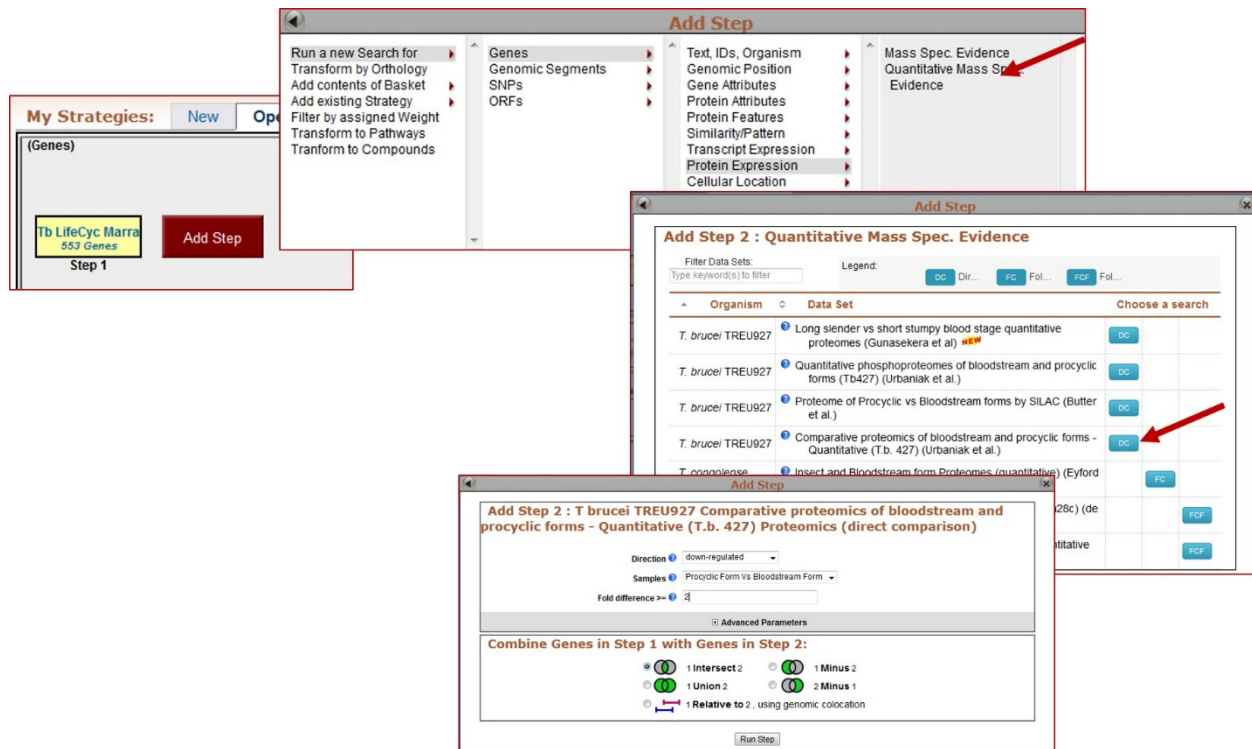 Add Step
Run a new Search for
Transform by Orthology
Add contents of Basket
Add existing Strategy
Filter by assigned Weight
Transform to Pathways
Tranform to Compounds
Genes
Genomic Segments
SNPs
ORFs
Text, IDs, Organism
Genomic Position
Gene Attributes
Protein Attributes
Protein Features
Similarity/Pattern
Transcript Expression
Protein Expression
Cellular Location
Mass Spec. Evidence
Quantitative Mass Spec.
Evidence
My Strategies: New Ope
(Genes)
Tb LifeCyc Marra
553 Genes
Step 1
Add Step
Add Step
Add Step 2 : Quantitative Mass Spec. Evidence
Filter Data Sets:
Type keyword(s) to filter
Legend:
DC Dir... FC Fol... FCF Fol...
Organism Data Set Choose a search
T. brucei TREU927
Long slender vs short stumpy blood stage quantitative
proteomes (Gunasekera et al) NEW
DC
T. brucei TREU927
Quantitative phosphoproteomes of bloodstream and procyclic
forms (Tb427) (Urbaniak et al.)
DC
T. brucei TREU927
Proteome of Procyclic vs Bloodstream forms by SILAC (Butter
et al.)
DC
T. brucei TREU927
Comparative proteomics of bloodstream and procyclic forms -
Quantitative (T.b. 427) (Urbaniak et al.)
DC
T. congolense
Insect and Bloodstream form Proteomes (quantitative) (Eyford
FC
28c) (de
FCF
titative
FCF
Add Step
Add Step 2 : T brucei TREU927 Comparative proteomics of bloodstream and
procyclic forms - Quantitative (T.b. 427) Proteomics (direct comparison)
Direction down-regulated
Samples Procyclic Form Vs Bloodstream Form
Fold difference >= 2
Advanced Parameters
Combine Genes in Step 1 with Genes in Step 2:
1 Intersect 2 1 Minus 2
1 Union 2 2 Minus 1
1 Relative to 2 , using genomic colocation
Run Step